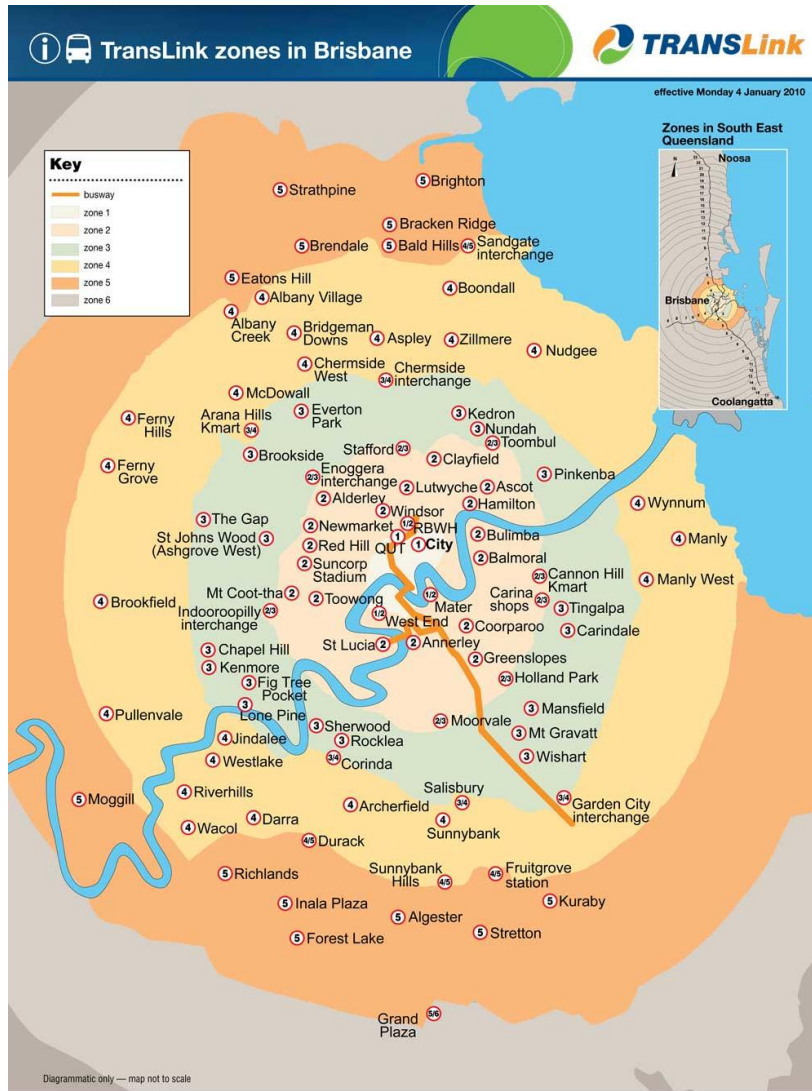 i TransLink zones in Brisbane
TRANSLink
effective Monday 4 January 2010
Zones in South East
Queensland
N
Noosa
Brisbane
Coolangatta
Key
busway
zone 1
zone 2
zone 3
zone 4
zone 5
zone 6
5 Brighton
5 Strathpine
5 Bracken Ridge
5 Brendale
5 Bald Hills
4/5 Sandgate
interchange
5 Eatons Hill
4 Albany Village
4 Boondall
4 Albany
Creek
4 Bridgeman
Downs
4 Aspley
4 Zillmere
4 Nudgee
4 Chermside
West
3/4 Chermside
interchange
4 McDowall
4 Ferny
Hills
Arana Hills
Kmart 3/4
3 Everton
Park
3 Kedron
3 Nundah
2/3 Toombul
Stafford 2/3
3 Brookside
2 Clayfield
4 Ferny
Grove
2/3 Enoggera
interchange
3 Pinkenba
2 Lutwyche
2 Ascot
2 Alderley
2 Hamilton
4 Wynnum
2 Windsor
3 The Gap
2 Newmarket
1/2 RBWH
St Johns Wood 3
(Ashgrove West)
1 QUT
1 City
2 Bulimba
4 Manly
2 Red Hill
2 Suncorp
Stadium
2 Balmoral
2/3 Cannon Hill
Kmart
4 Manly West
Mt Coot-tha 2
2 Toowong
1/2 Mater
Carina 2/3
shops
4 Brookfield
Indooroopilly 2/3
interchange
1/2 West End
3 Tingalpa
2 Coorparoo
3 Carindale
St Lucia 2
2 Annerley
3 Chapel Hill
2 Greenslopes
3 Kenmore
2/3 Holland Park
3 Fig Tree
Pocket
3 Lone Pine
4 Pullenvale
3 Mansfield
2/3 Moorvale
3 Sherwood
3 Mt Gravatt
4 Jindalee
3 Rocklea
3/4 Corinda
3 Wishart
4 Westlake
5 Moggill
4 Riverhills
Salisbury
3/4
3/4 Garden City
interchange
4 Archerfield
4 Wacol
4 Darra
4 Sunnybank
4/5 Durack
5 Richlands
Sunnybank
Hills 4/5
4/5 Fruitgrove
station
5 Inala Plaza
5 Kuraby
5 Algester
5 Forest Lake
5 Stretton
Grand
Plaza 5/6
Diagrammatic only — map not to scale